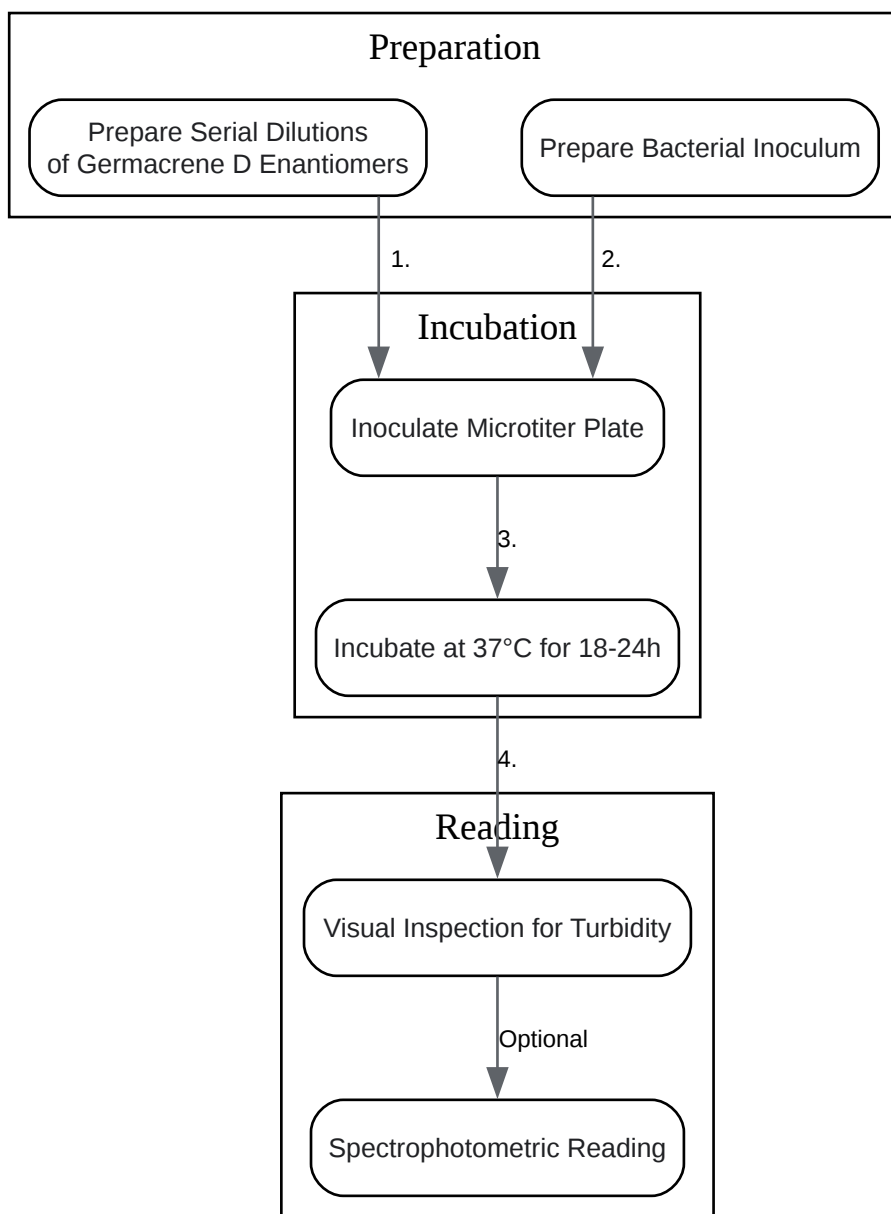 Preparation
Prepare Serial Dilutions
of Germacrene D Enantiomers
Prepare Bacterial Inoculum
1.
2.
Incubation
Inoculate Microtiter Plate
3.
Incubate at 37°C for 18-24h
4.
Reading
Visual Inspection for Turbidity
Optional
Spectrophotometric Reading